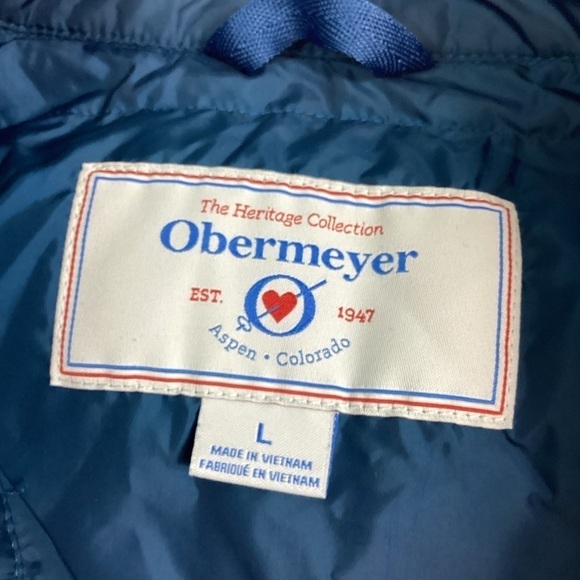 The Heritage Collection
Obermeyer
EST. 1947
Aspen • Colorado
L
MADE IN VIETNAM
FABRIQUÉ EN VIETNAM